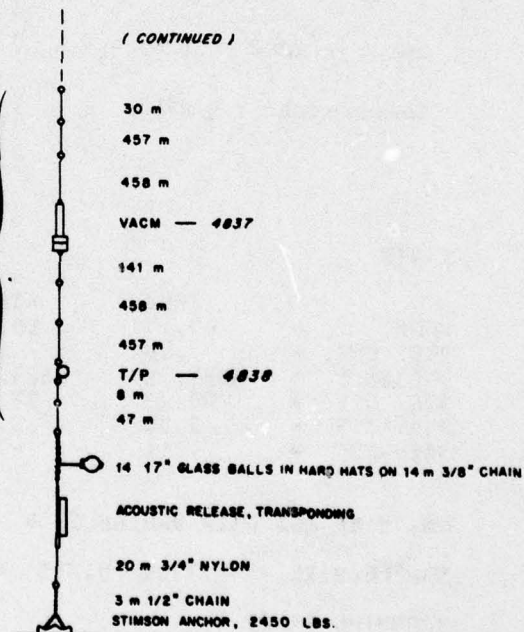 ( CONTINUED )
30 m
457 m
458 m
VACM — 4837
141 m
458 m
457 m
T/P — 4838
8 m
47 m
14 17" GLASS BALLS IN HARD HATS ON 14 m 3/8" CHAIN
ACOUSTIC RELEASE, TRANSPONDING
20 m 3/4" NYLON
3 m 1/2" CHAIN
STIMSON ANCHOR, 2450 LBS.